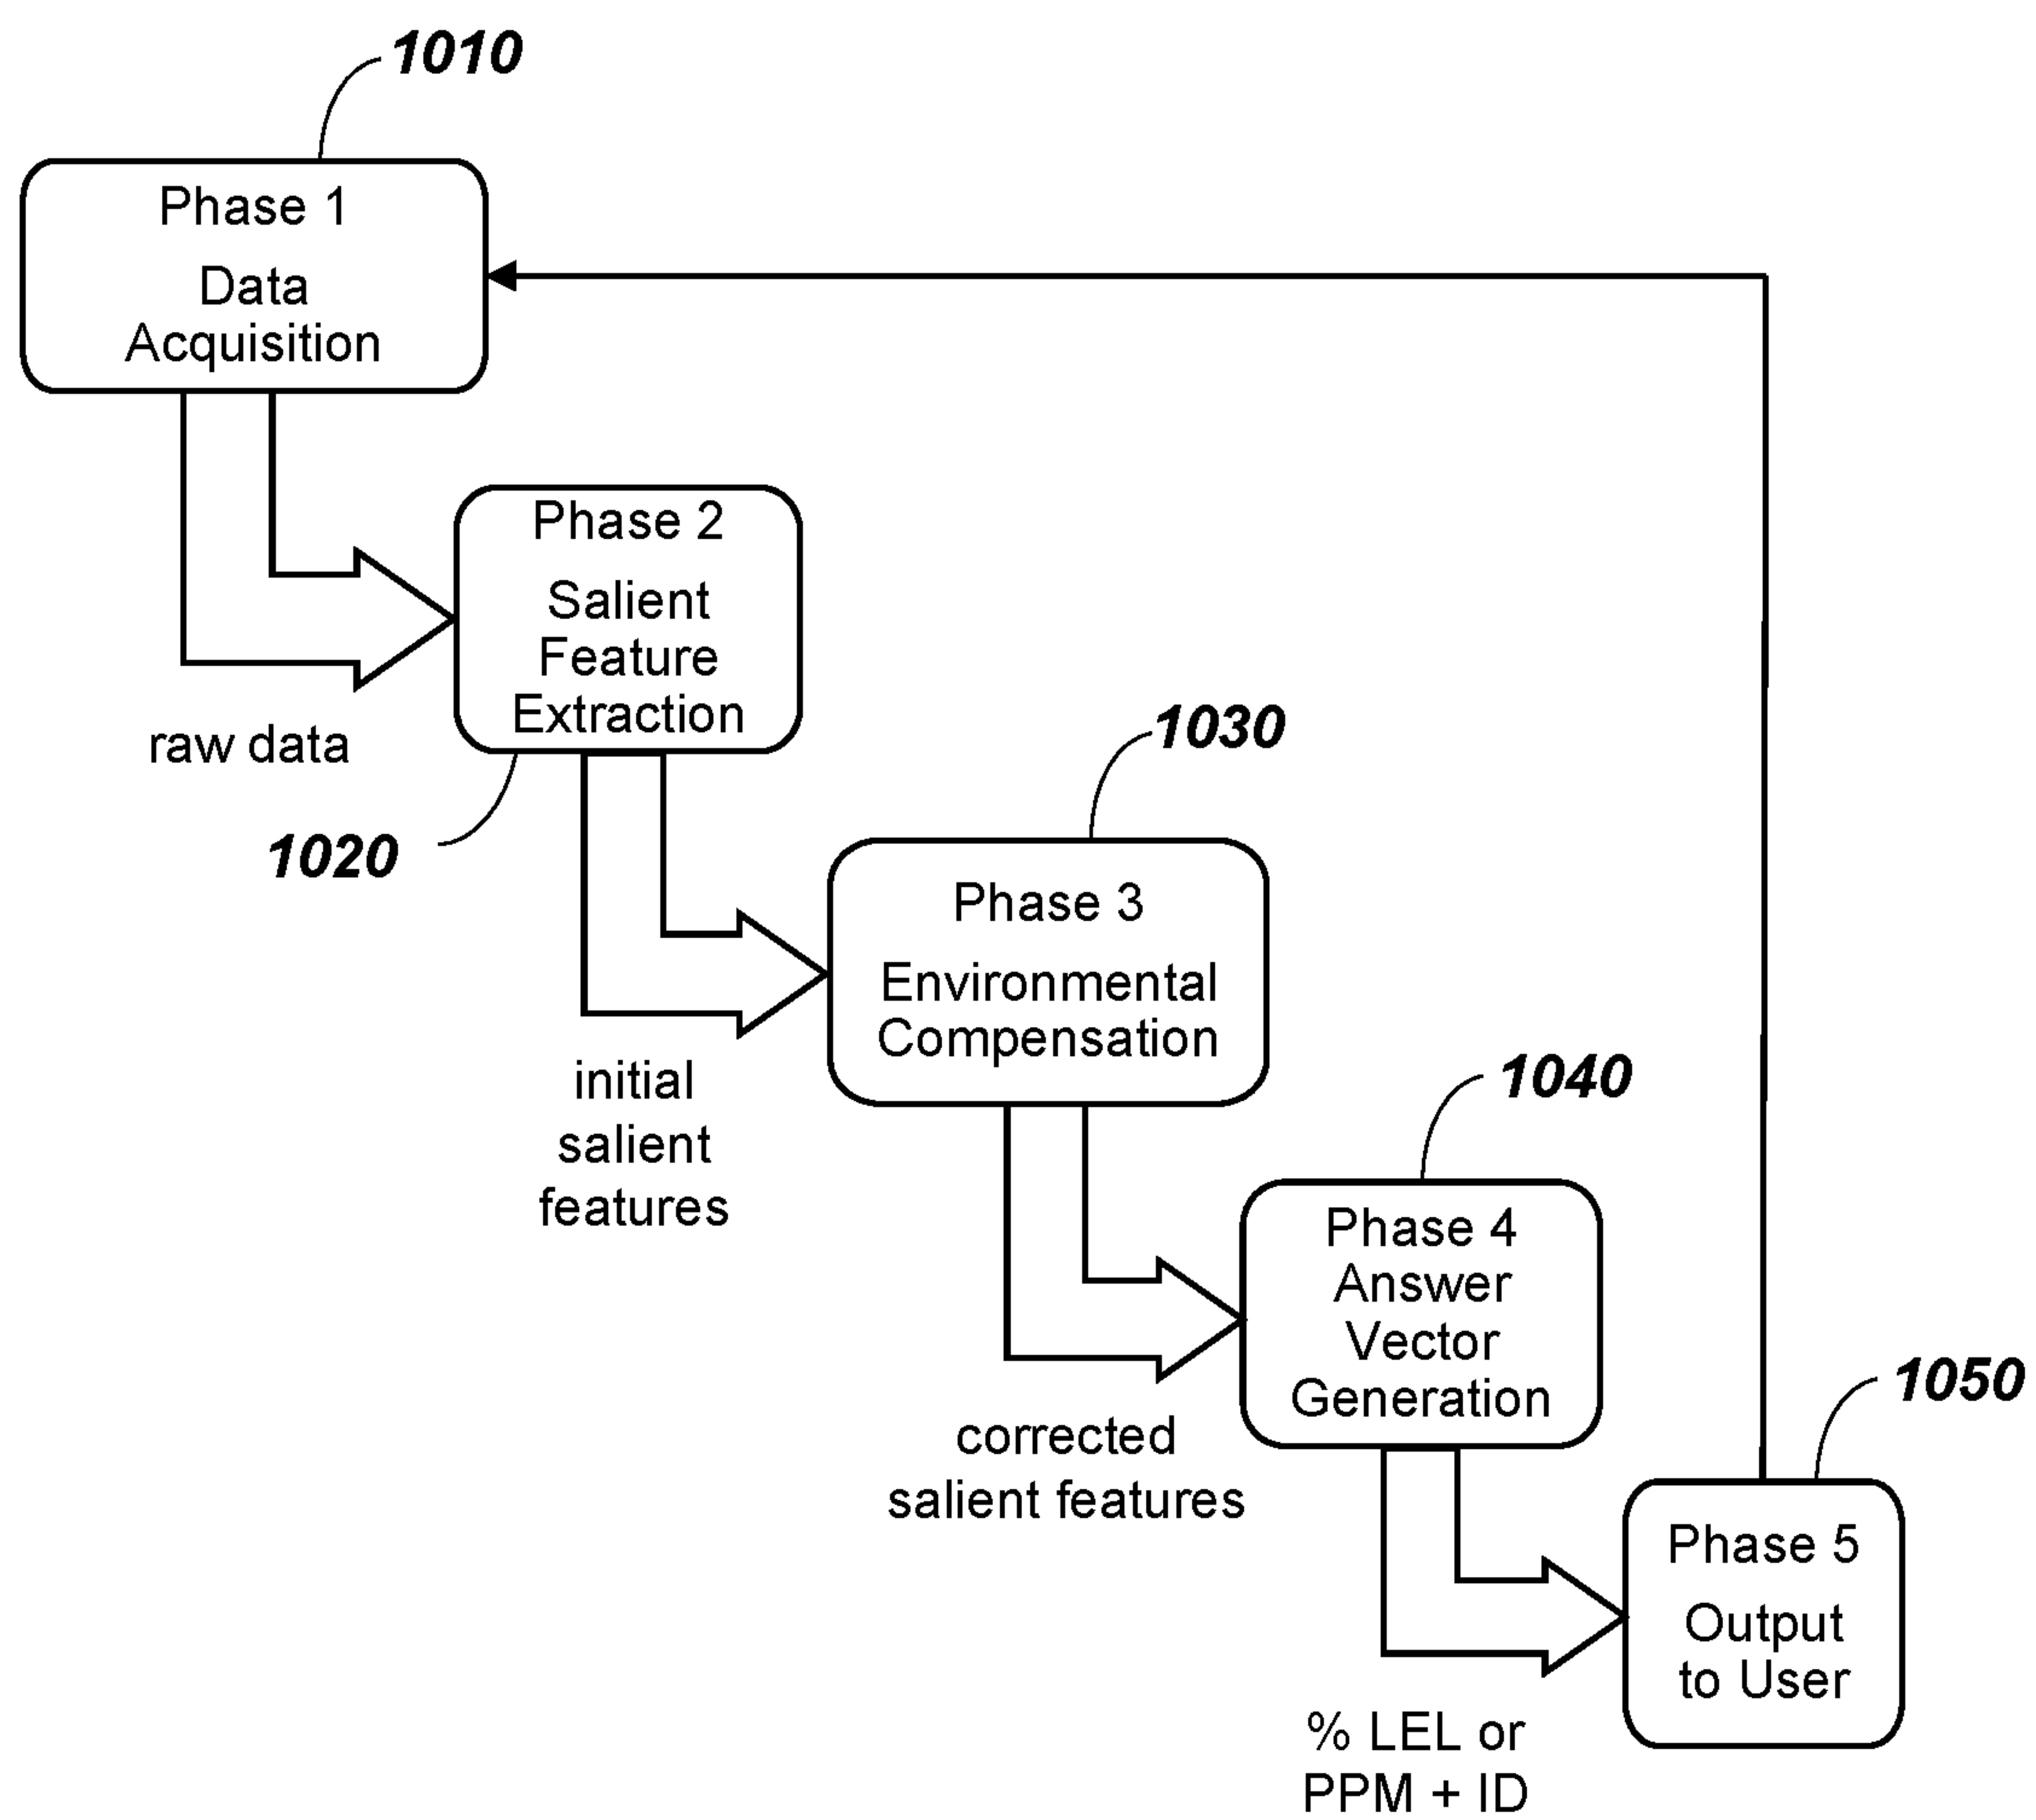 1010
Phase 1
Data
Acquisition
raw data
Phase 2
Salient
Feature
Extraction
1020
initial
salient
features
1030
Phase 3
Environmental
Compensation
corrected
salient features
1040
Phase 4
Answer
Vector
Generation
% LEL or
PPM + ID
1050
Phase 5
Output
to User